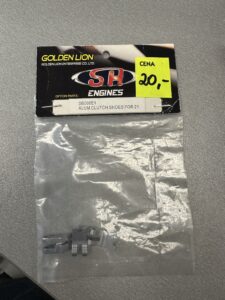 GOLDEN LION
GOLDEN LION ENTERPRISE CO., LTD.
CENA
20,-
SH
ENGINES
OPTION PARTS
ALUM.CLUTCH SHOES FOR 21